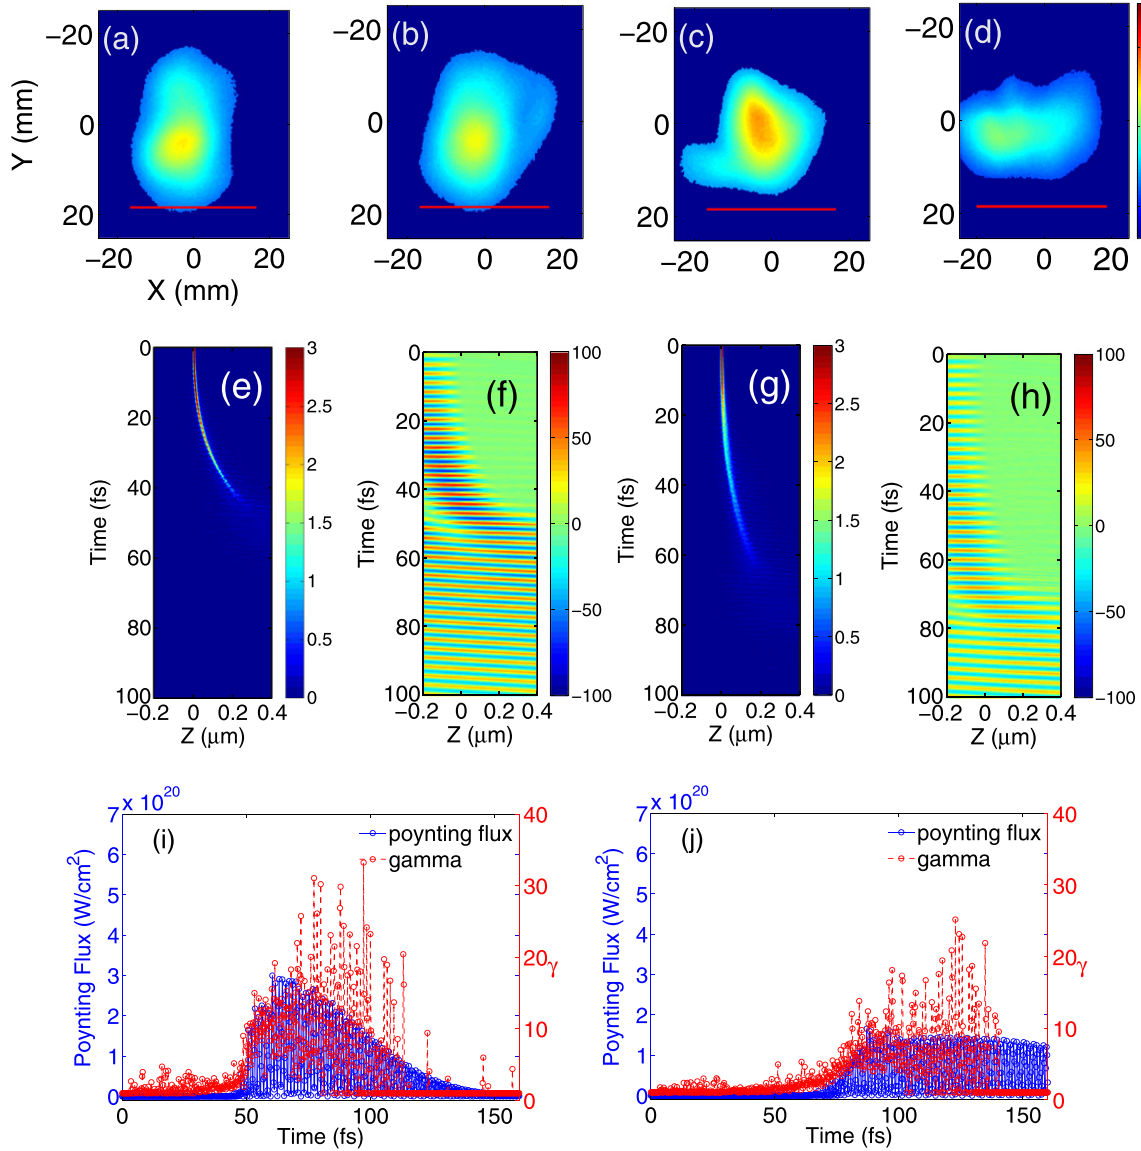 (a) (b) (c) (d)
−20 −20 −20 −20
0 0 0 0
20 20 20 20
Y (mm)
−20 0 20 −20 0 20 −20 0 20 −20 0 20
X (mm)
(e) (f) (g) (h)
0 20 40 60 80 100
Time (fs)
3 2.5 2 1.5 1 0.5 0
−0.2 0 0.2 0.4
Z (μm)
0 20 40 60 80 100
Time (fs)
100 50 0 −50 −100
−0.2 0 0.2 0.4
Z (μm)
0 20 40 60 80 100
Time (fs)
3 2.5 2 1.5 1 0.5 0
−0.2 0 0.2 0.4
Z (μm)
0 20 40 60 80 100
Time (fs)
100 50 0 −50 −100
−0.2 0 0.2 0.4
Z (μm)
(i)
x 10²⁰
7 6 5 4 3 2 1 0
Poynting Flux (W/cm²)
poynting flux
gamma
40 30 20 10 0
γ
0 50 100 150
Time (fs)
(j)
x 10²⁰
7 6 5 4 3 2 1 0
Poynting Flux (W/cm²)
poynting flux
gamma
40 30 20 10 0
γ
0 50 100 150
Time (fs)